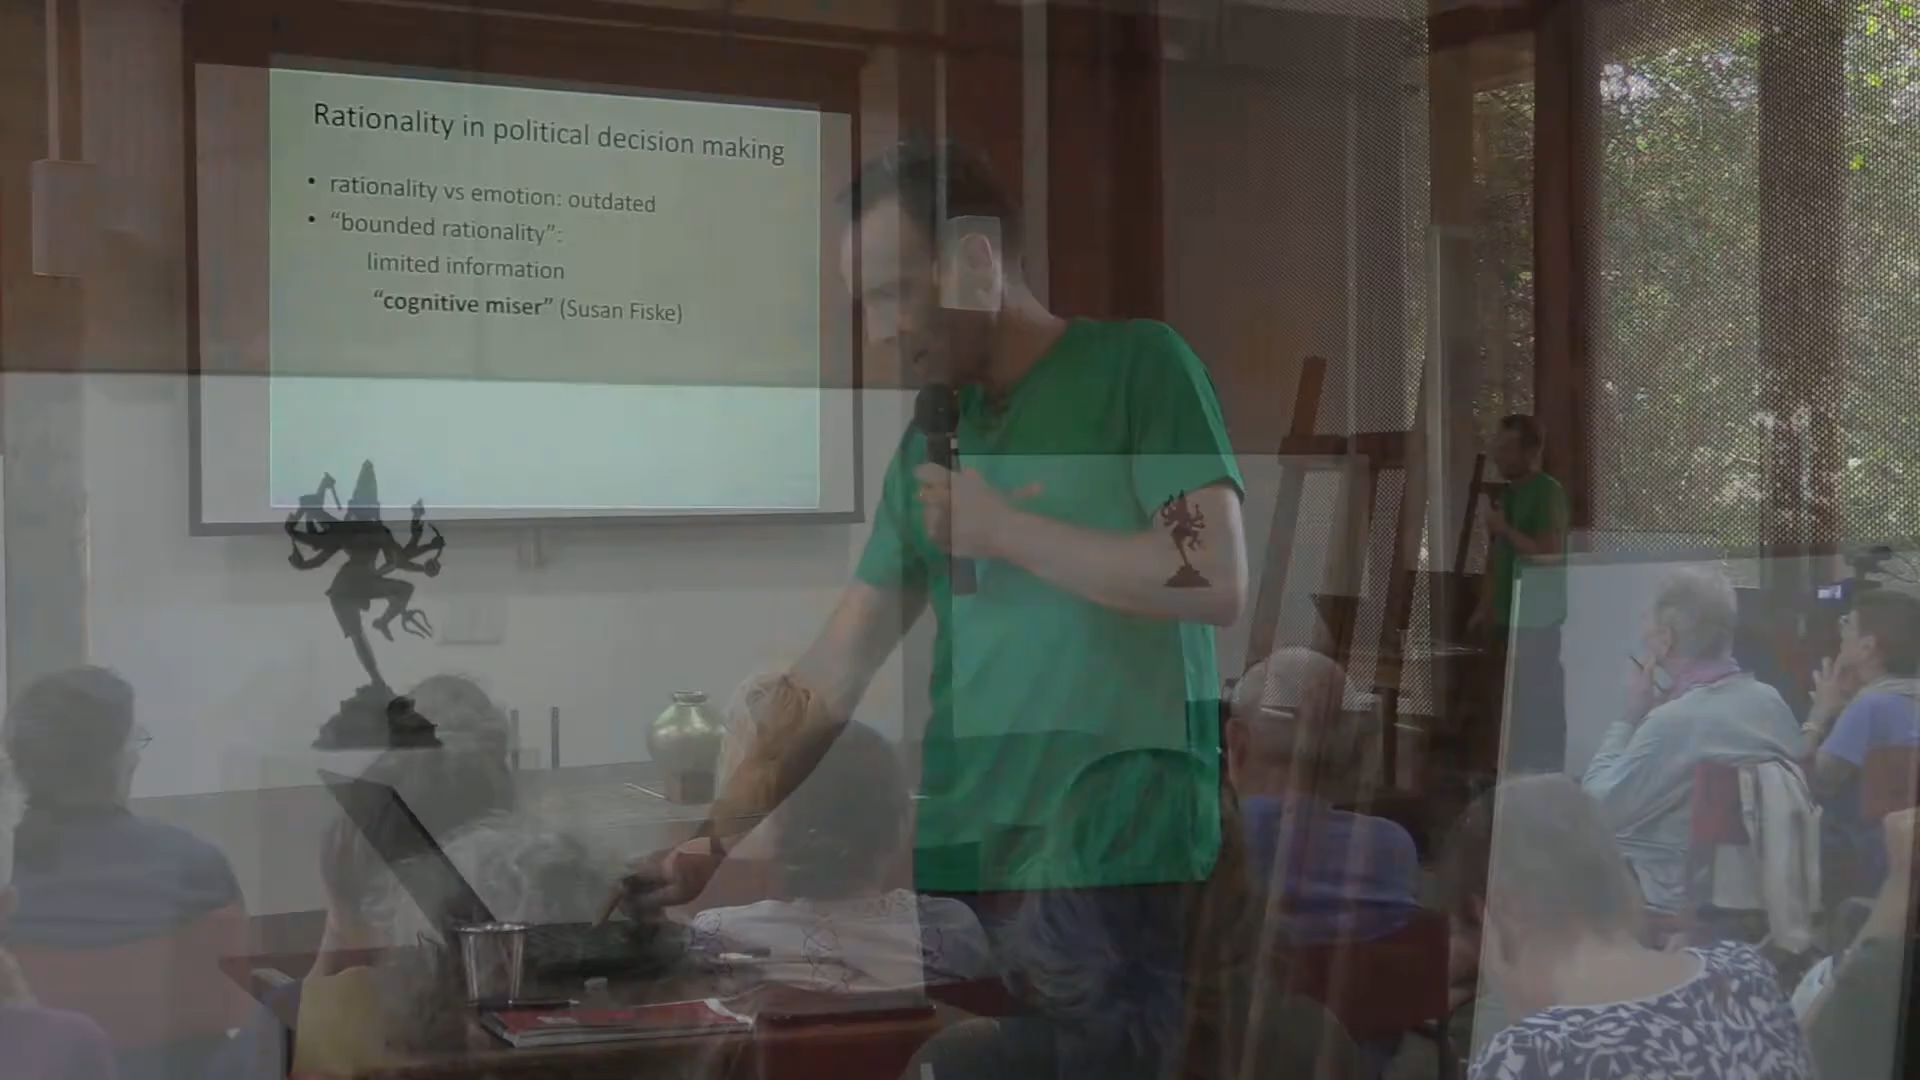 Rationality in political decision making
• rationality vs emotion: outdated
• “bounded rationality”:
limited information
“cognitive miser” (Susan Fiske)